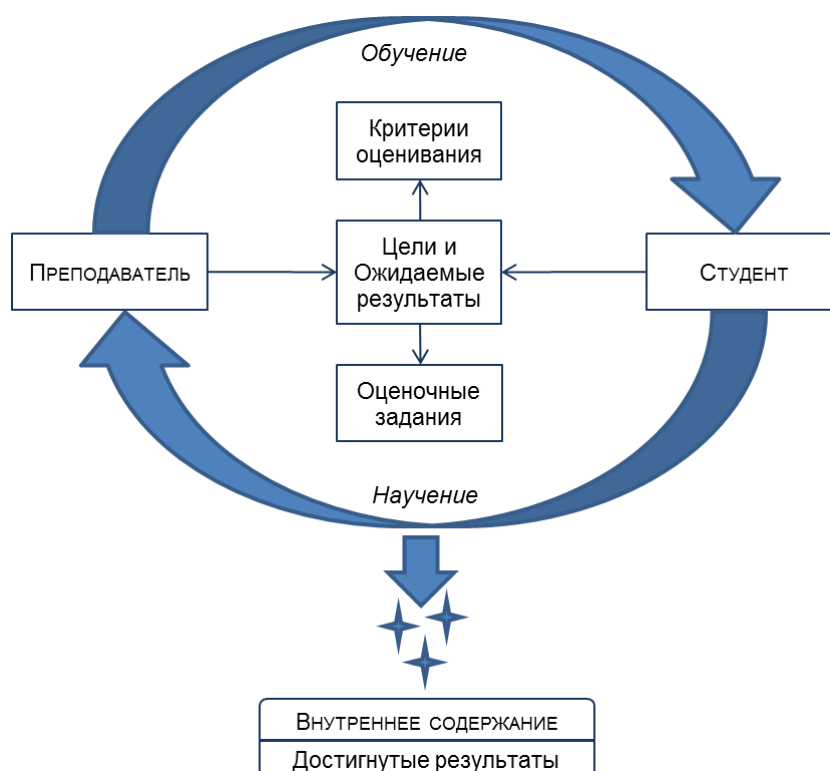 Обучение
Критерии
оценивания
Преподаватель
Цели и
Ожидаемые
результаты
Студент
Оценочные
задания
Научение
Внутреннее содержание
Достигнутые результаты